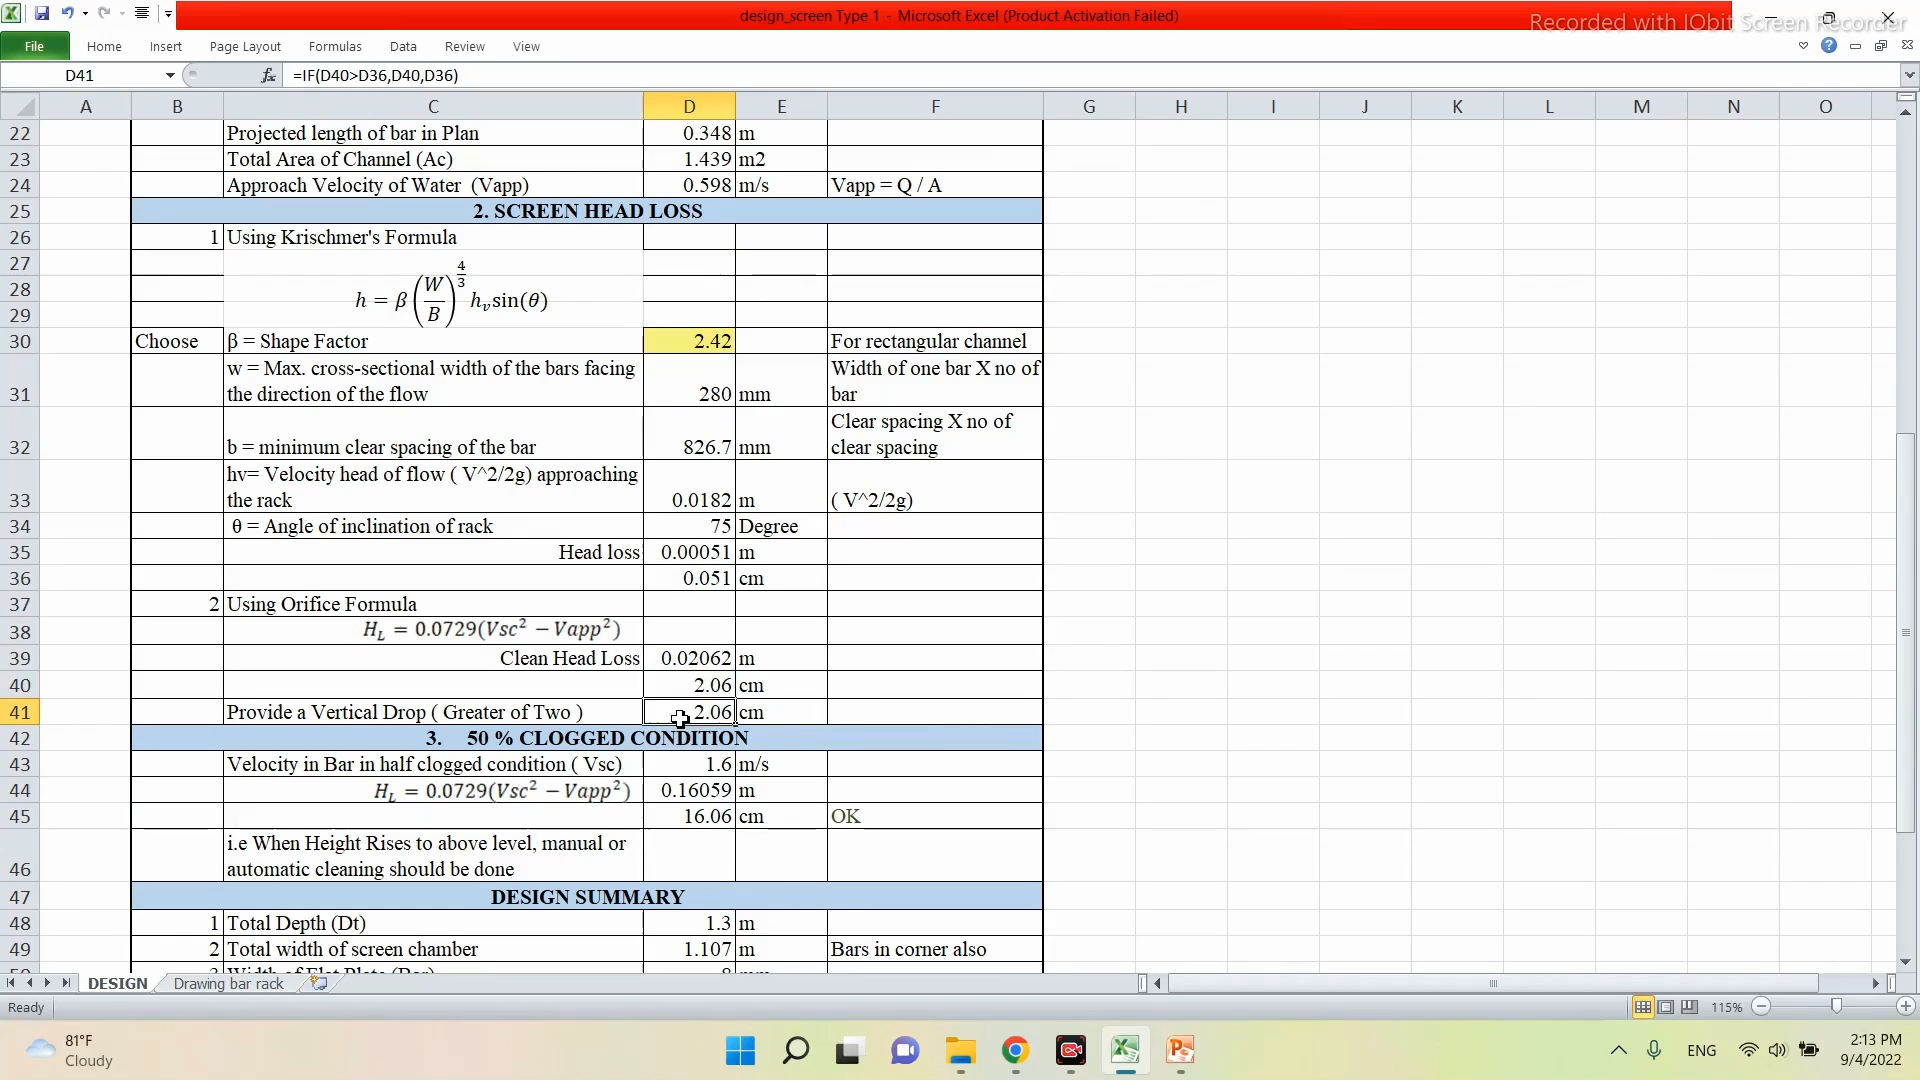 design_screen Type 1 - Microsoft Excel (Product Activation Failed)
Recorded with IObit Screen Recorder
File Home Insert Page Layout Formulas Data Review View
D41 fx =IF(D40>D36,D40,D36)
A B C D E F G H I J K L M N O
22 Projected length of bar in Plan 0.348 m
23 Total Area of Channel (Ac) 1.439 m2
24 Approach Velocity of Water (Vapp) 0.598 m/s Vapp = Q / A
25 2. SCREEN HEAD LOSS
26 1 Using Krischmer's Formula
27
28 h = β (W/B)^4/3 h_v sin(θ)
29
30 Choose β = Shape Factor 2.42 For rectangular channel
w = Max. cross-sectional width of the bars facing Width of one bar X no of
31 the direction of the flow 280 mm bar
Clear spacing X no of
32 b = minimum clear spacing of the bar 826.7 mm clear spacing
hv= Velocity head of flow ( V^2/2g) approaching
33 the rack 0.0182 m ( V^2/2g)
34 θ = Angle of inclination of rack 75 Degree
35 Head loss 0.00051 m
36 0.051 cm
37 2 Using Orifice Formula
38 H_L = 0.0729(Vsc² − Vapp²)
39 Clean Head Loss 0.02062 m
40 2.06 cm
41 Provide a Vertical Drop ( Greater of Two ) 2.06 cm
42 3. 50 % CLOGGED CONDITION
43 Velocity in Bar in half clogged condition ( Vsc) 1.6 m/s
44 H_L = 0.0729(Vsc² − Vapp²) 0.16059 m
45 16.06 cm OK
i.e When Height Rises to above level, manual or
46 automatic cleaning should be done
47 DESIGN SUMMARY
48 1 Total Depth (Dt) 1.3 m
49 2 Total width of screen chamber 1.107 m Bars in corner also
DESIGN Drawing bar rack
Ready 115%
81°F
Cloudy
ENG
2:13 PM
9/4/2022